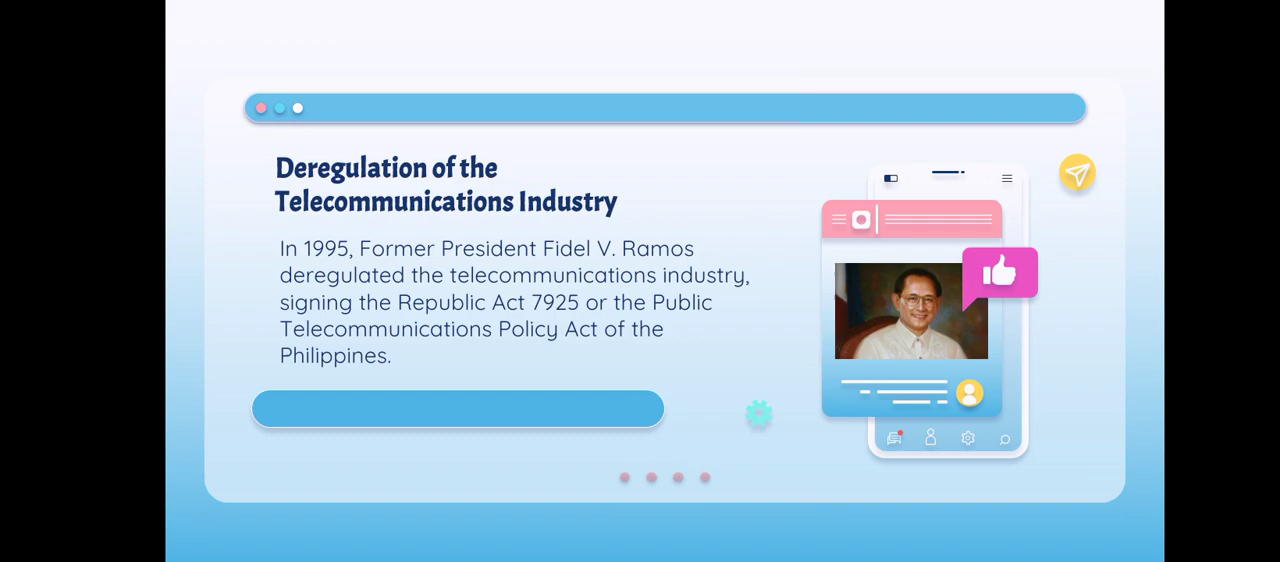 Deregulation of the
Telecommunications Industry
In 1995, Former President Fidel V. Ramos
deregulated the telecommunications industry,
signing the Republic Act 7925 or the Public
Telecommunications Policy Act of the
Philippines.